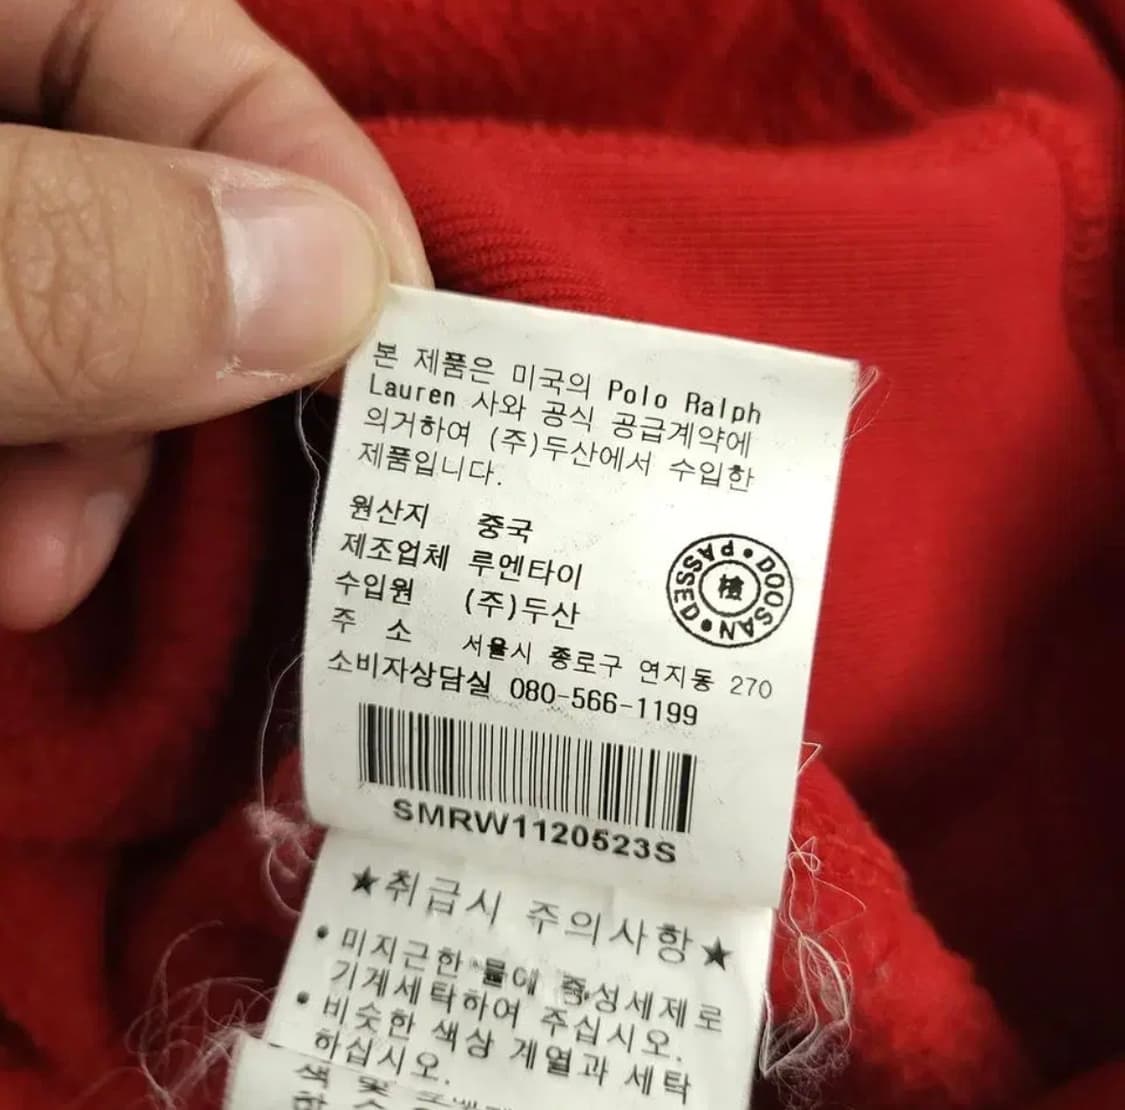 본 제품은 미국의 Polo Ralph
Lauren 사와 공식 공급계약에
의거하여 (주)두산에서 수입한
제품입니다.
원산지 중국
제조업체 루엔타이
수입원 (주)두산
주 소 서울시 종로구 연지동 270
소비자상담실 080-566-1199
DOOSAN • PASSED •
檢
SMRW1120523S
★취급시 주의사항★
• 미지근한 물에 중성세제로
기계세탁하여 주십시오.
• 비슷한 색상 계열과 세탁
하십시오.
색 및